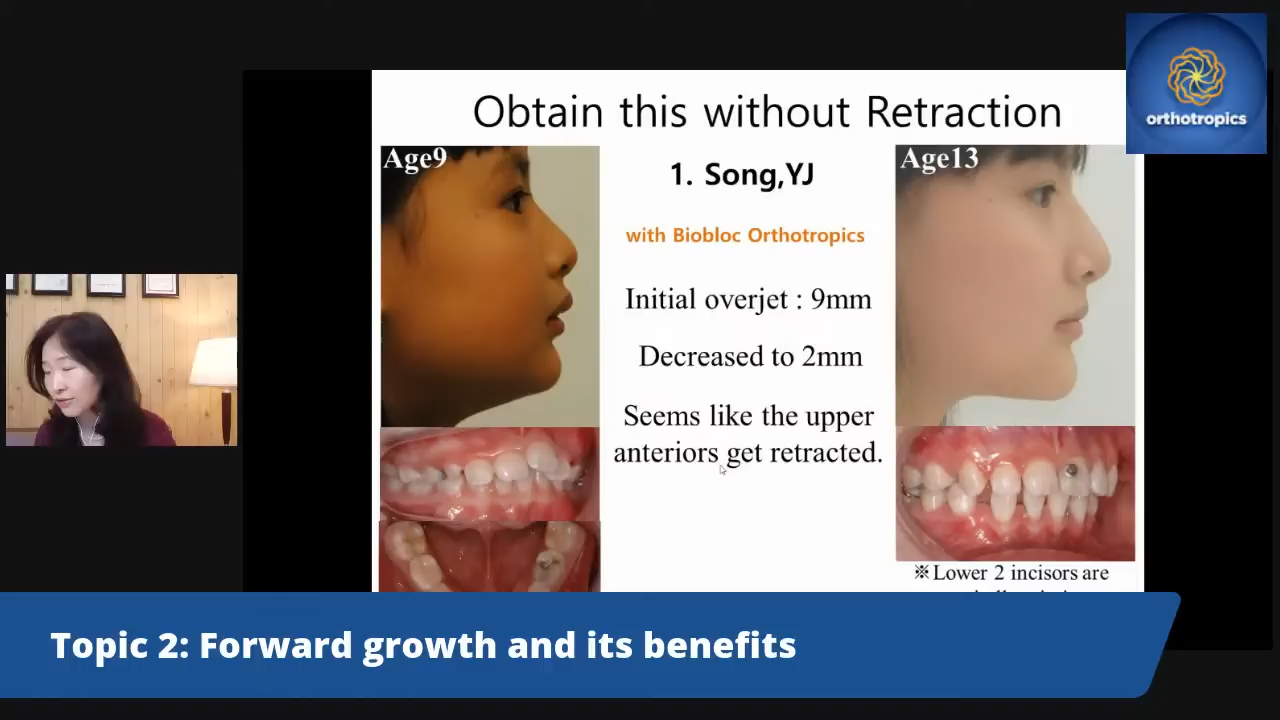 orthotropics
Obtain this without Retraction
Age9
1. Song,YJ
Age13
with Biobloc Orthotropics
Initial overjet : 9mm
Decreased to 2mm
Seems like the upper
anteriors get retracted.
※Lower 2 incisors are
Topic 2: Forward growth and its benefits